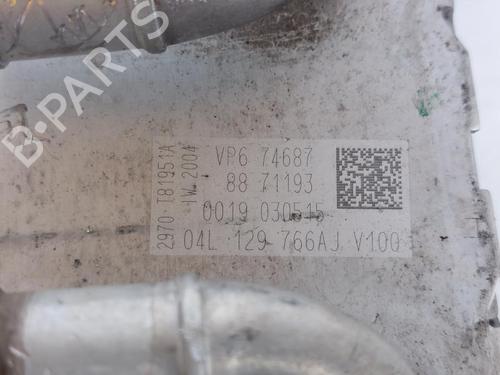 VP6 74687
88 71193
0019 030515
04L 129 766AJ V100
2970-T81951A
IW.2004
B-PARTS